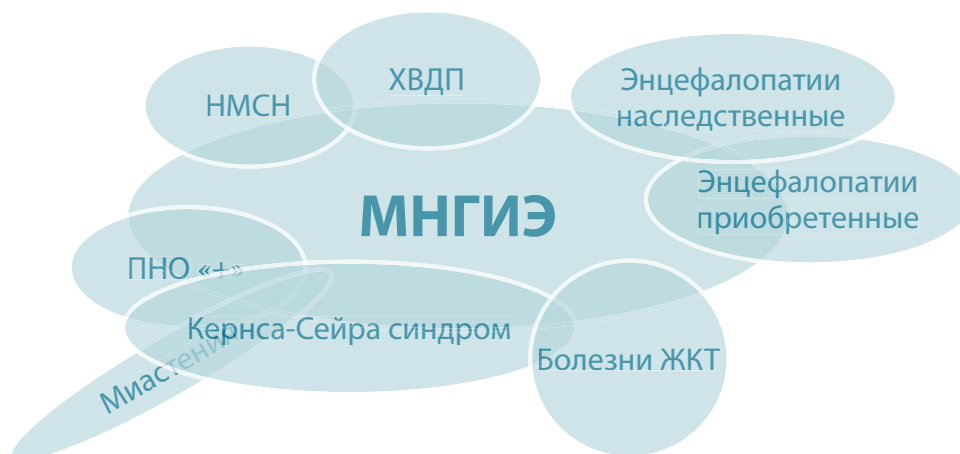 НМСН
ХВДП
Энцефалопатии
наследственные
МНГИЭ
Энцефалопатии
приобретенные
ПНО «+»
Кернса-Сейра синдром
Миастения
Болезни ЖКТ